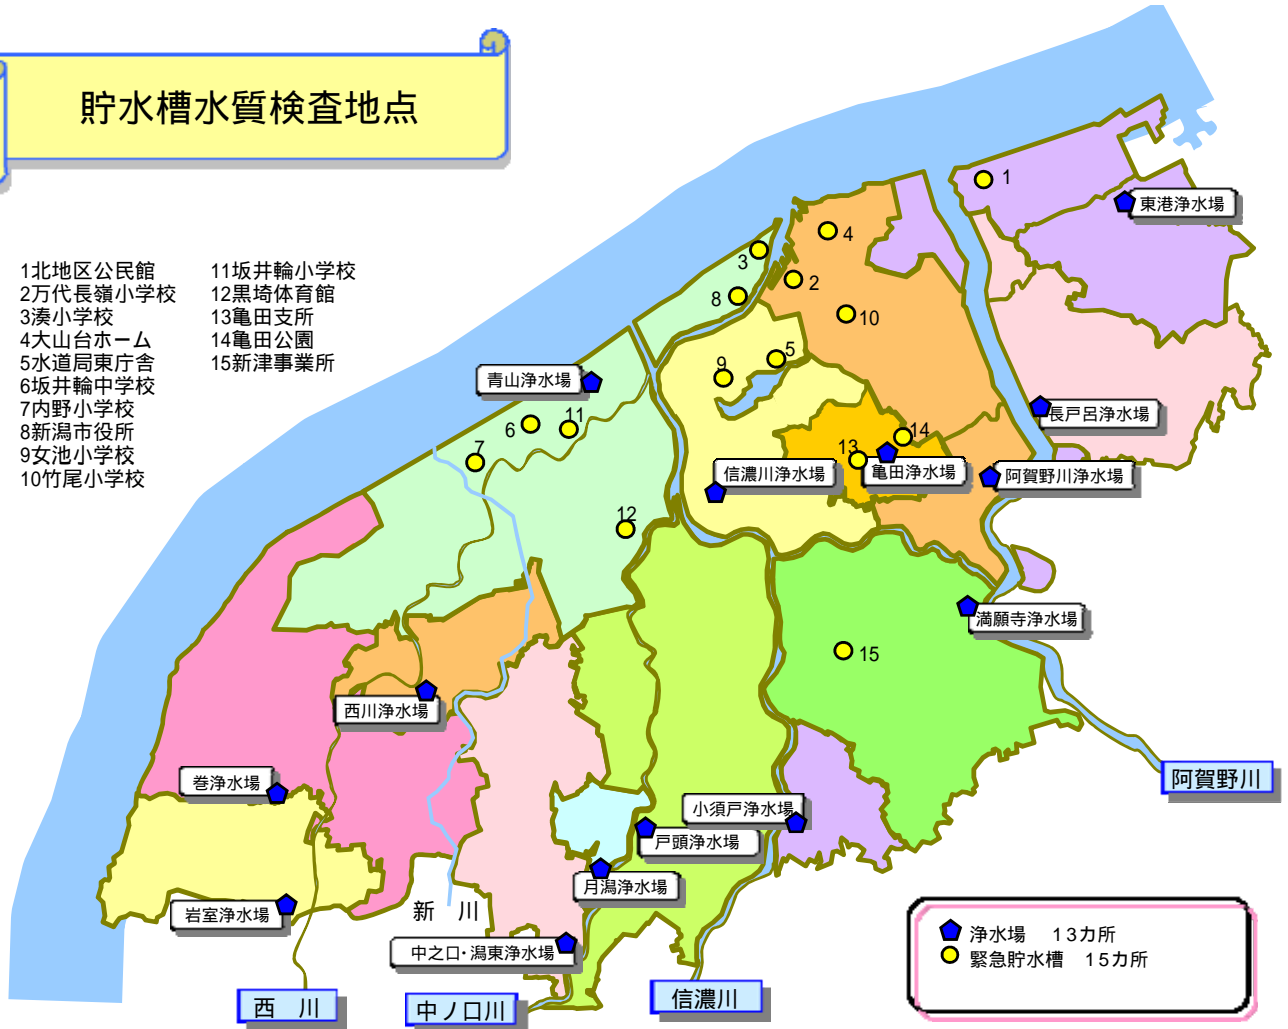 貯水槽水質検査地点
1北地区公民館
2万代長嶺小学校
3湊小学校
4大山台ホーム
5水道局東庁舎
6坂井輪中学校
7内野小学校
8新潟市役所
9女池小学校
10竹尾小学校
11坂井輪小学校
12黒埼体育館
13亀田支所
14亀田公園
15新津事業所
1
東港浄水場
4
3
2
8
10
5
9
青山浄水場
長戸呂浄水場
6
11
14
7
13
信濃川浄水場
亀田浄水場
阿賀野川浄水場
12
満願寺浄水場
15
西川浄水場
阿賀野川
巻浄水場
小須戸浄水場
戸頭浄水場
月潟浄水場
岩室浄水場
新 川
中之口・潟東浄水場
西 川
中ノ口川
信濃川
浄水場 13カ所
緊急貯水槽 15カ所